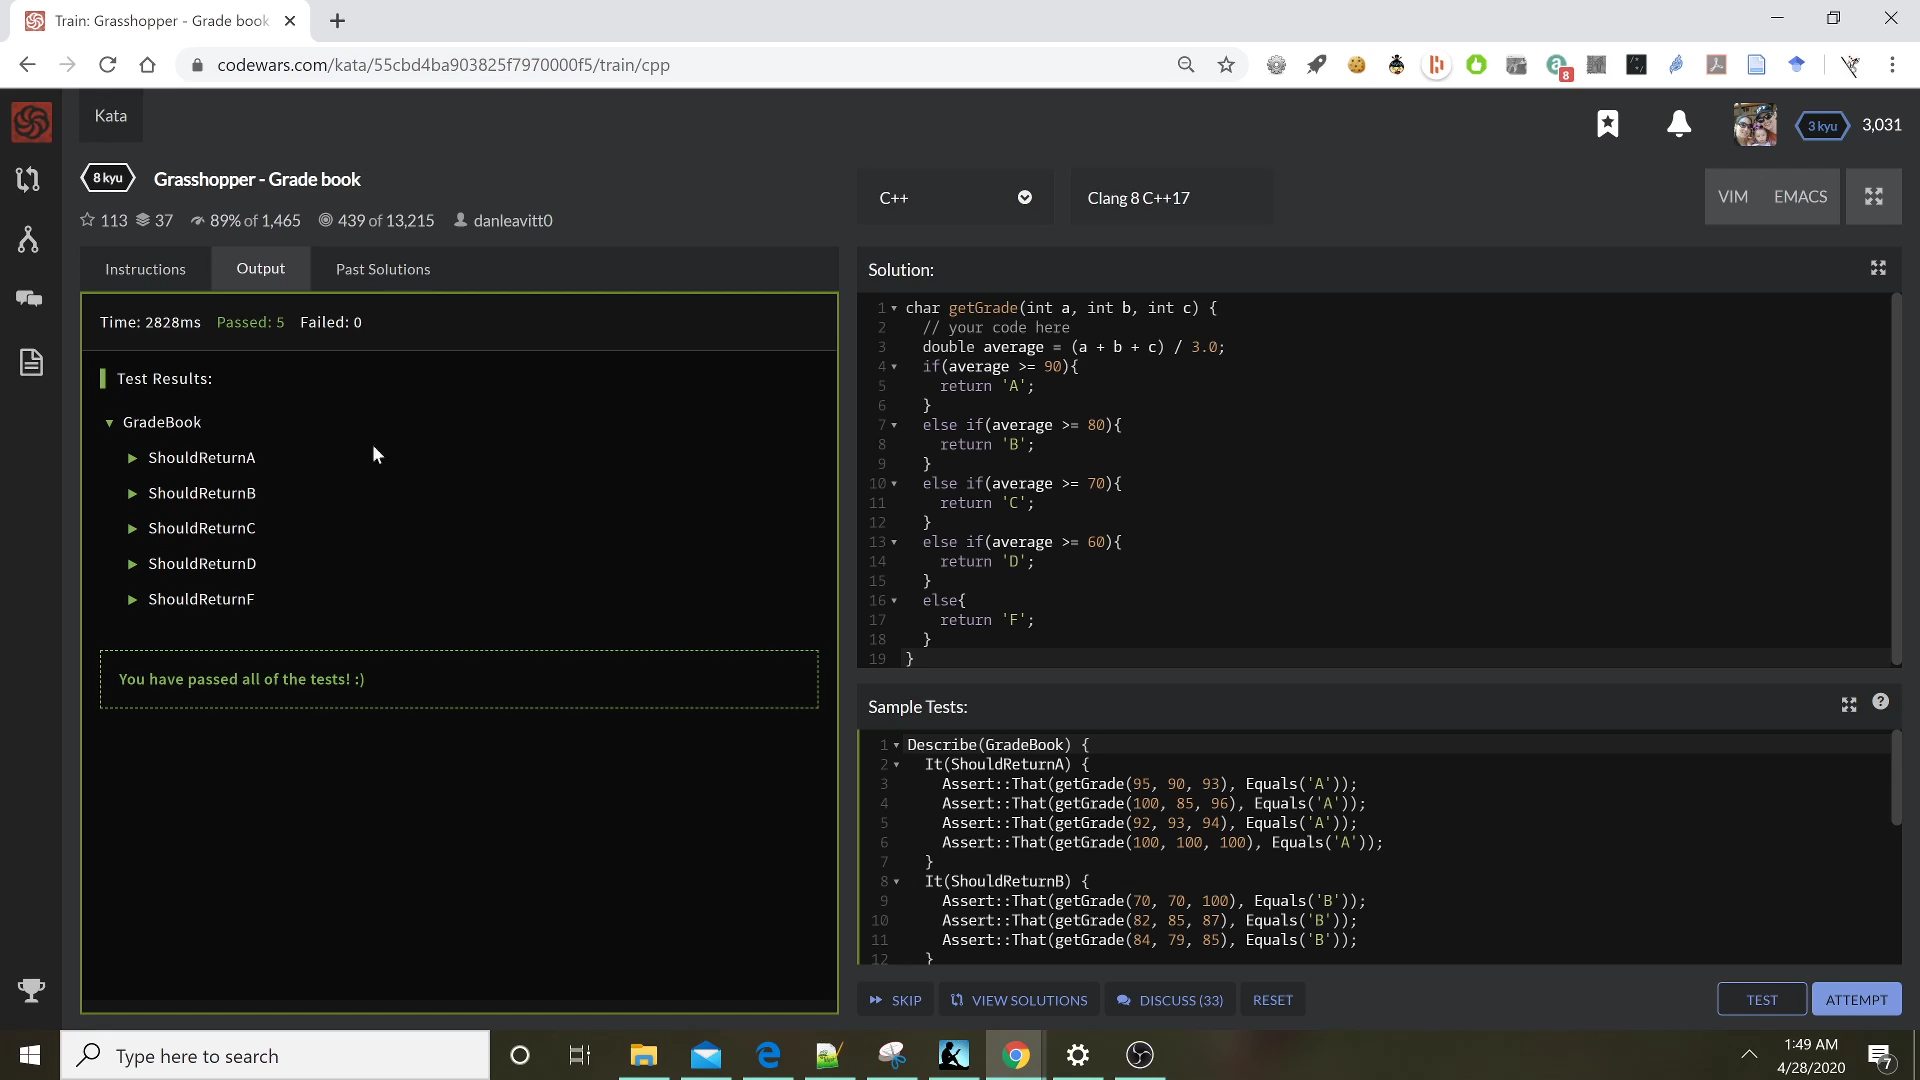 Train: Grasshopper - Grade book
codewars.com/kata/55cbd4ba903825f7970000f5/train/cpp
8
Kata
3 kyu
3,031
8 kyu
Grasshopper - Grade book
113 37 89% of 1,465 439 of 13,215 danleavitt0
C++
Clang 8 C++17
VIM
EMACS
Instructions
Output
Past Solutions
Time: 2828ms Passed: 5 Failed: 0
Test Results:
GradeBook
ShouldReturnA
ShouldReturnB
ShouldReturnC
ShouldReturnD
ShouldReturnF
You have passed all of the tests! :)
Solution:
1 char getGrade(int a, int b, int c) {
2 // your code here
3 double average = (a + b + c) / 3.0;
4 if(average >= 90){
5 return 'A';
6 }
7 else if(average >= 80){
8 return 'B';
9 }
10 else if(average >= 70){
11 return 'C';
12 }
13 else if(average >= 60){
14 return 'D';
15 }
16 else{
17 return 'F';
18 }
19 }
Sample Tests:
1 Describe(GradeBook) {
2 It(ShouldReturnA) {
3 Assert::That(getGrade(95, 90, 93), Equals('A'));
4 Assert::That(getGrade(100, 85, 96), Equals('A'));
5 Assert::That(getGrade(92, 93, 94), Equals('A'));
6 Assert::That(getGrade(100, 100, 100), Equals('A'));
7 }
8 It(ShouldReturnB) {
9 Assert::That(getGrade(70, 70, 100), Equals('B'));
10 Assert::That(getGrade(82, 85, 87), Equals('B'));
11 Assert::That(getGrade(84, 79, 85), Equals('B'));
12 }
SKIP
VIEW SOLUTIONS
DISCUSS (33)
RESET
TEST
ATTEMPT
Type here to search
1:49 AM
4/28/2020
7